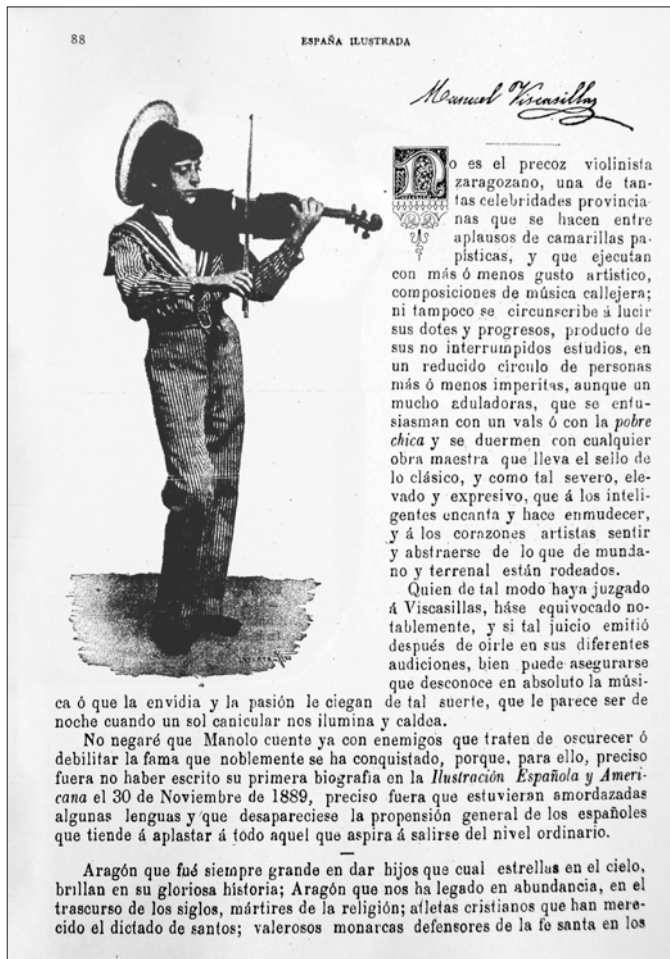 88
ESPAÑA ILUSTRADA
Manuel Viscasillas
No es el precoz violinista
zaragozano, una de tan-
tas celebridades provincia-
nas que se hacen entre
aplausos de camarillas pa-
písticas, y que ejecutan
con más ó menos gusto artístico,
composiciones de música callejera;
ni tampoco se circunscribe á lucir
sus dotes y progresos, producto de
sus no interrumpidos estudios, en
un reducido círculo de personas
más ó menos imperitas, aunque un
mucho aduladoras, que se entu-
siasman con un vals ó con la pobre
chica y se duermen con cualquier
obra maestra que lleva el sello de
lo clásico, y como tal severo, ele-
vado y expresivo, que á los inteli-
gentes encanta y hace enmudecer,
y á los corazones artistas sentir
y abstraerse de lo que de munda-
no y terrenal están rodeados.
Quien de tal modo haya juzgado
á Viscasillas, háse equivocado no-
tablemente, y si tal juicio emitió
después de oirle en sus diferentes
audiciones, bien puede asegurarse
que desconoce en absoluto la músi-
ca ó que la envidia y la pasión le ciegan de tal suerte, que le parece ser de
noche cuando un sol canicular nos ilumina y caldea.
No negaré que Manolo cuente ya con enemigos que traten de oscurecer ó
debilitar la fama que noblemente se ha conquistado, porque, para ello, preciso
fuera no haber escrito su primera biografia en la Ilustración Española y Ameri-
cana el 30 de Noviembre de 1889, preciso fuera que estuvieran amordazadas
algunas lenguas y que desapareciese la propensión general de los españoles
que tiende á aplastar á todo aquel que aspira á salirse del nivel ordinario.
Aragón que fué siempre grande en dar hijos que cual estrellas en el cielo,
brillan en su gloriosa historia; Aragón que nos ha legado en abundancia, en el
trascurso de los siglos, mártires de la religión; atletas cristianos que han mere-
cido el dictado de santos; valerosos monarcas defensores de la fe santa en los